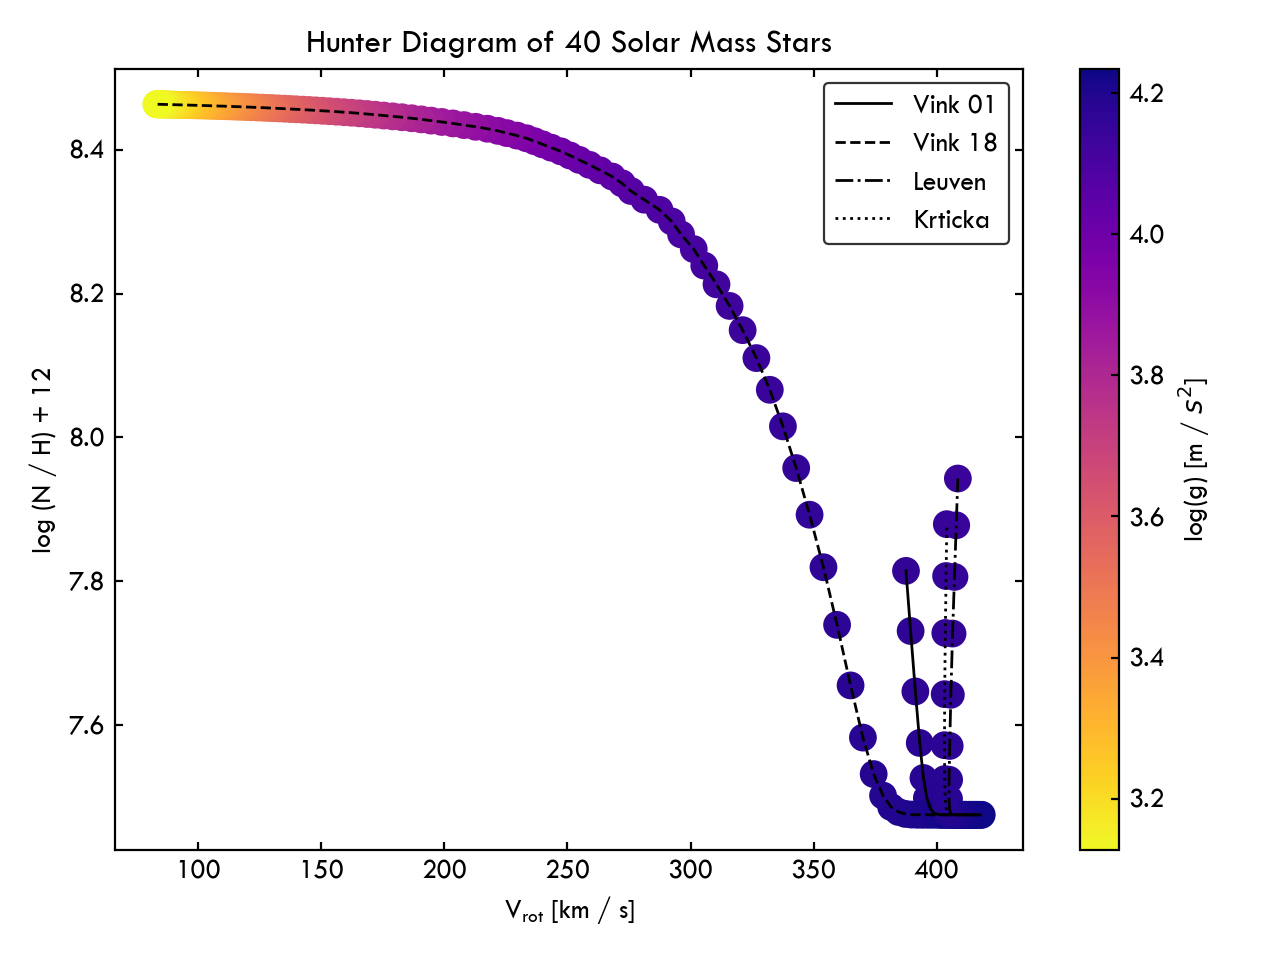 Hunter Diagram of 40 Solar Mass Stars
Vink 01
Vink 18
Leuven
Krticka
8.4
8.2
8.0
7.8
7.6
log (N / H) + 12
100 150 200 250 300 350 400
V_rot [km / s]
4.2
4.0
3.8
3.6
3.4
3.2
log(g) [m / s²]